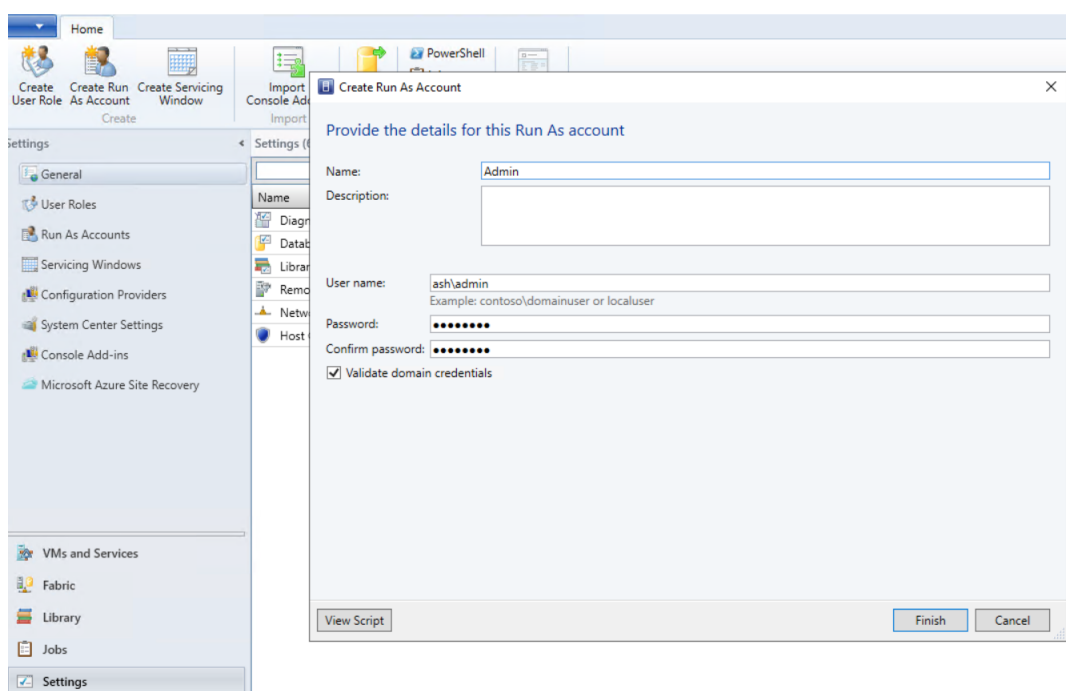 Home
PowerShell
Create User Role
Create Run As Account
Create Servicing Window
Import Console Add
Create
Import
Create Run As Account
Provide the details for this Run As account
Name: Admin
Description:
User name: ash\admin
Example: contoso\domainuser or localuser
Password: ●●●●●●●●
Confirm password: ●●●●●●●●
Validate domain credentials
View Script
Finish
Cancel
Settings
General
User Roles
Run As Accounts
Servicing Windows
Configuration Providers
System Center Settings
Console Add-ins
Microsoft Azure Site Recovery
Settings (6
Name
Diagn
Datab
Librar
Remo
Netwo
Host
VMs and Services
Fabric
Library
Jobs
Settings